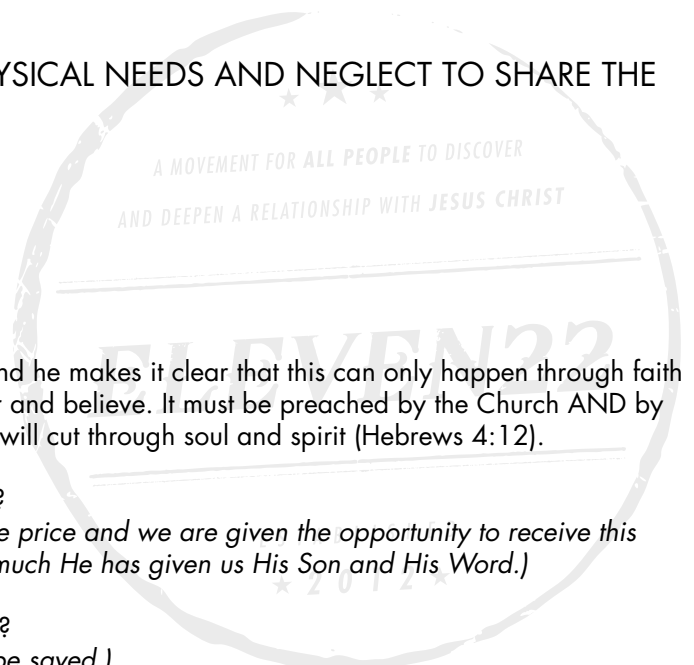 YSICAL NEEDS AND NEGLECT TO SHARE THE
A MOVEMENT FOR ALL PEOPLE TO DISCOVER
AND DEEPEN A RELATIONSHIP WITH JESUS CHRIST
ELEVEN22
nd he makes it clear that this can only happen through faith
and believe. It must be preached by the Church AND by
will cut through soul and spirit (Hebrews 4:12).
?
e price and we are given the opportunity to receive this
much He has given us His Son and His Word.)
2012
?
be saved.)